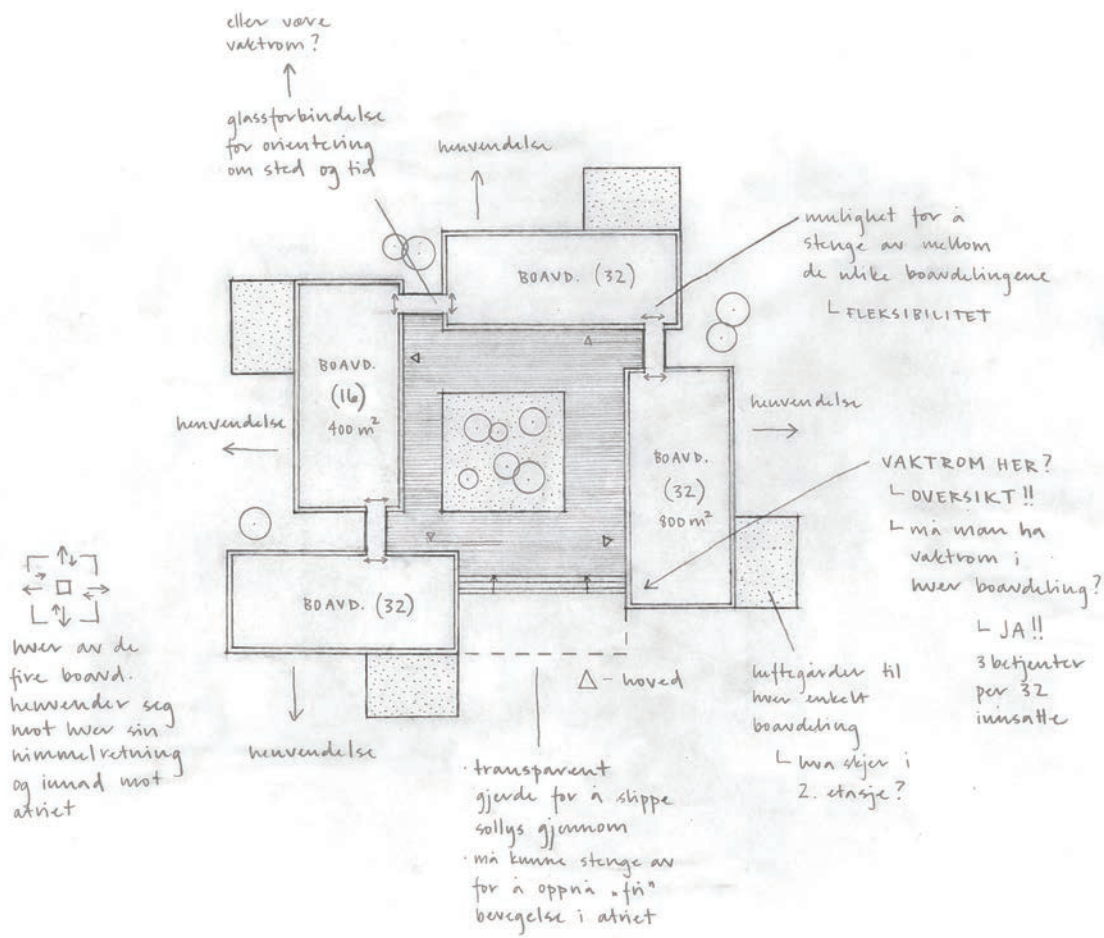 eller være
vaktrom?
glassforbindelse
for orientering
om sted og tid
henvendelse
mulighet for å
stenge av mellom
de ulike boavdelingene
FLEKSIBILITET
BOAVD. (32)
BOAVD.
(16)
400 m²
henvendelse
henvendelse
BOAVD.
(32)
800 m²
VAKTROM HER?
OVERSIKT!!
må man ha
vaktrom i
hver boavdeling?
JA!!
3 betjenter
per 32
innsatte
BOAVD. (32)
hver av de
fire boavd.
henvender seg
mot hver sin
himmelretning
og innad mot
atriet
henvendelse
△ - hoved
luftegårder til
hver enkelt
boavdeling
hva skjer i
2. etasje?
· transparent
gjerde for å slippe
sollys gjennom
· må kunne stenge av
for å oppnå "fri"
bevegelse i atriet